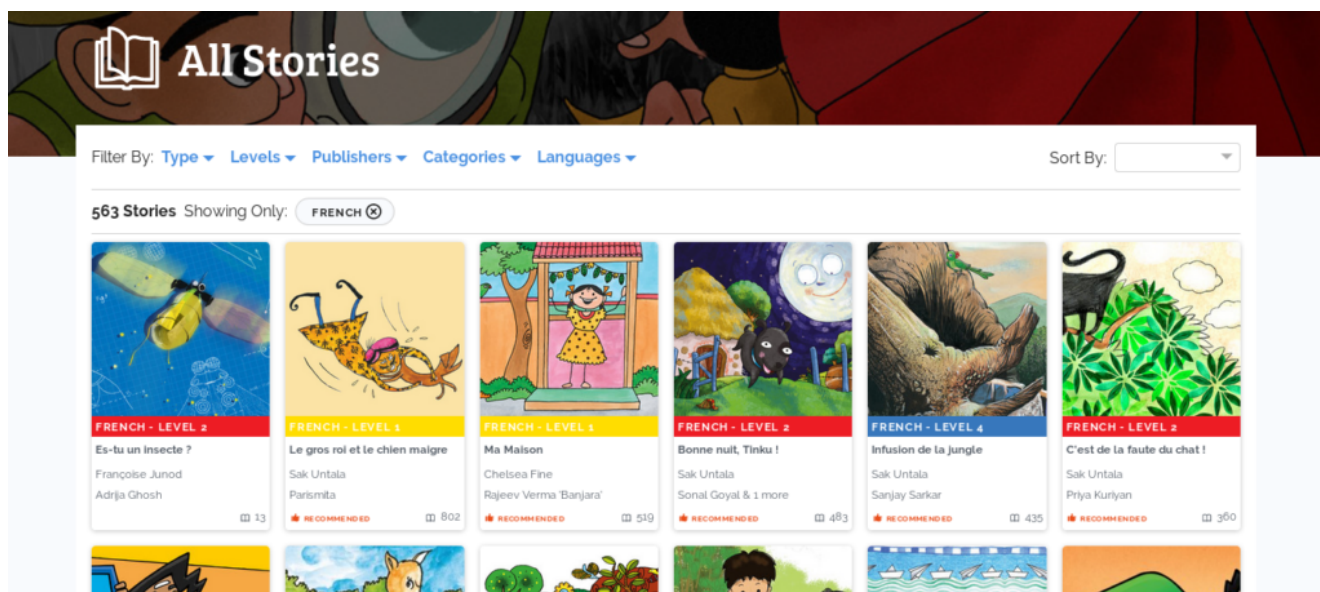 All Stories
Filter By: Type Levels Publishers Categories Languages Sort By:
563 Stories Showing Only: FRENCH
FRENCH - LEVEL 2
Es-tu un insecte ?
Françoise Junod
Adrija Ghosh
13
FRENCH - LEVEL 1
Le gros roi et le chien maigre
Sak Untala
Parismita
RECOMMENDED 802
FRENCH - LEVEL 1
Ma Maison
Chelsea Fine
Rajeev Verma 'Banjara'
RECOMMENDED 519
FRENCH - LEVEL 2
Bonne nuit, Tinku !
Sak Untala
Sonal Goyal & 1 more
RECOMMENDED 483
FRENCH - LEVEL 4
Infusion de la jungle
Sak Untala
Sanjay Sarkar
RECOMMENDED 435
FRENCH - LEVEL 2
C'est de la faute du chat !
Sak Untala
Priya Kuriyan
RECOMMENDED 360